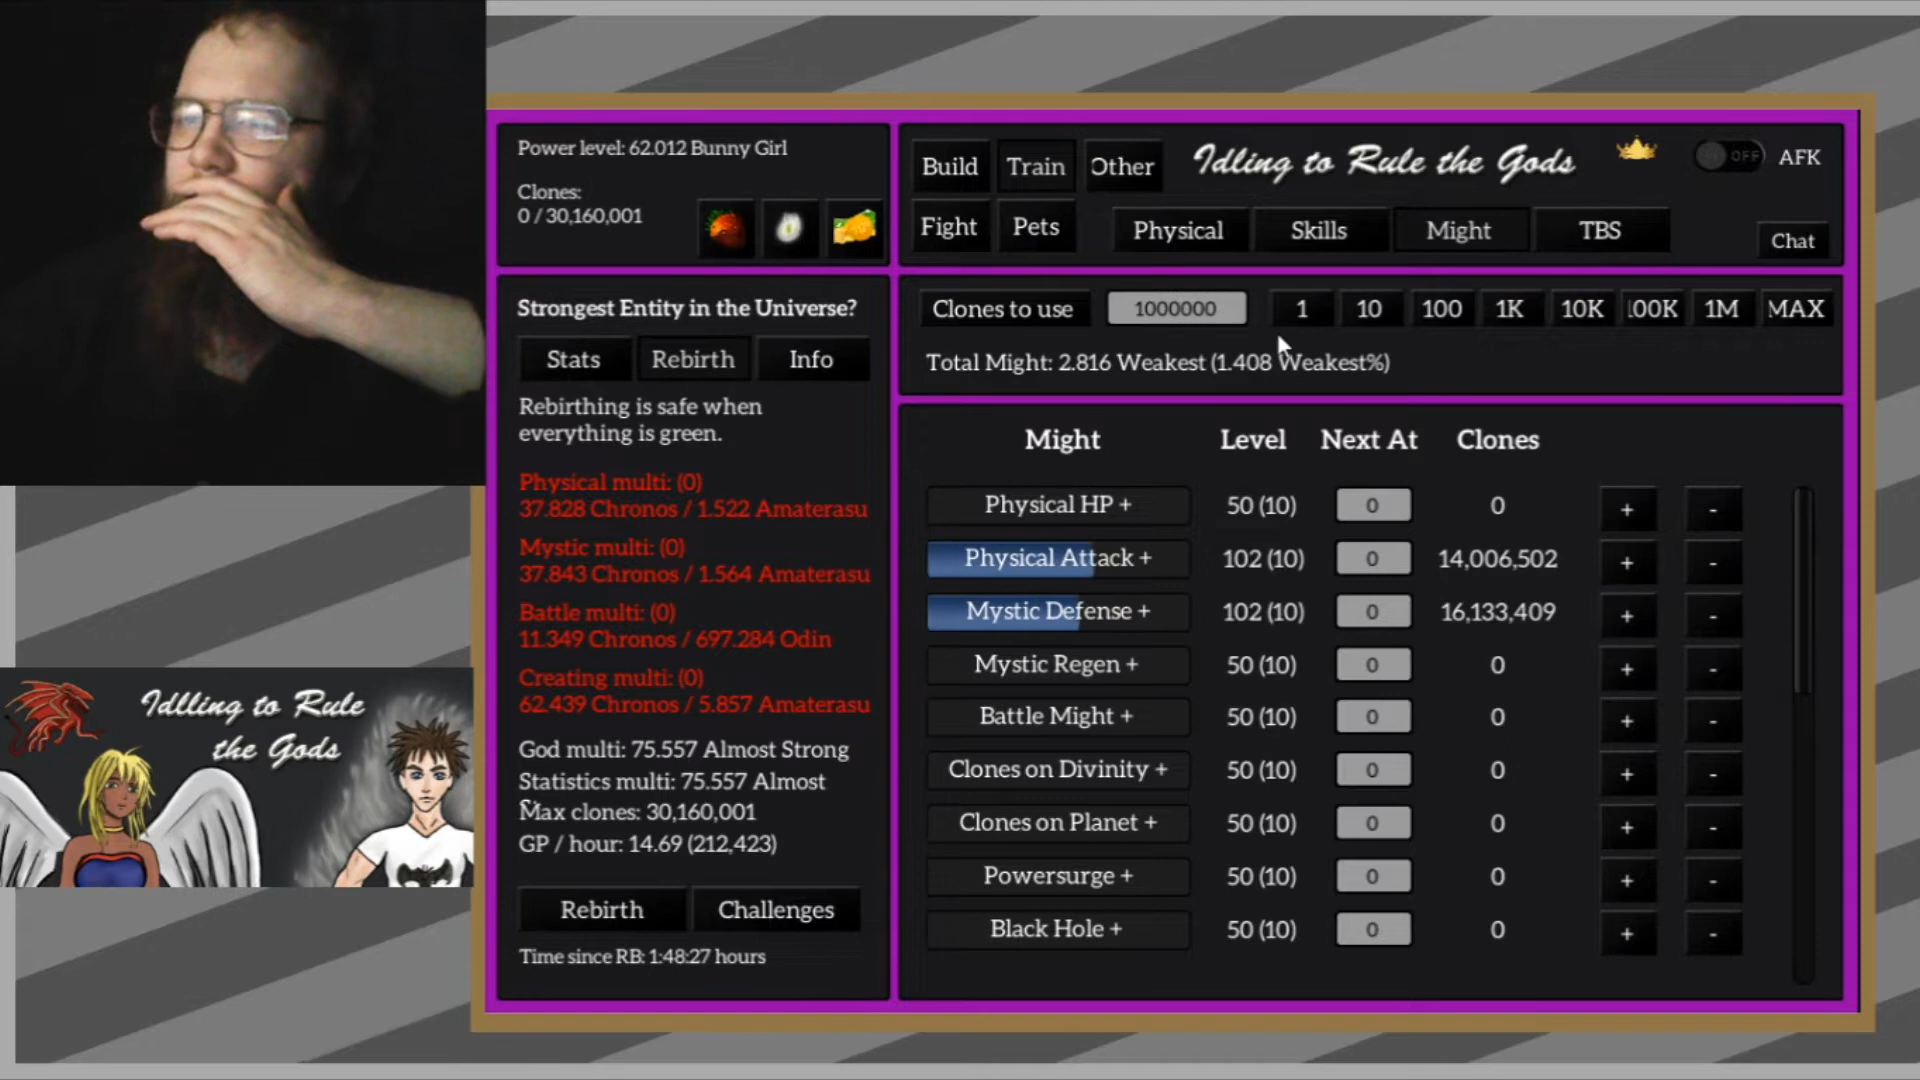 Power level: 62.012 Bunny Girl
Clones:
0 / 30,160,001
Build
Train
Other
Fight
Pets
Idling to Rule the Gods
OFF
AFK
Physical
Skills
Might
TBS
Chat
Strongest Entity in the Universe?
Stats
Rebirth
Info
Rebirthing is safe when
everything is green.
Physical multi: (0)
37.828 Chronos / 1.522 Amaterasu
Mystic multi: (0)
37.843 Chronos / 1.564 Amaterasu
Battle multi: (0)
11.349 Chronos / 697.284 Odin
Creating multi: (0)
62.439 Chronos / 5.857 Amaterasu
God multi: 75.557 Almost Strong
Statistics multi: 75.557 Almost
Max clones: 30,160,001
GP / hour: 14.69 (212,423)
Rebirth
Challenges
Time since RB: 1:48:27 hours
Clones to use
1000000
1
10
100
1K
10K
100K
1M
MAX
Total Might: 2.816 Weakest (1.408 Weakest%)
Might Level Next At Clones
Physical HP + 50 (10) 0 0 + -
Physical Attack + 102 (10) 0 14,006,502 + -
Mystic Defense + 102 (10) 0 16,133,409 + -
Mystic Regen + 50 (10) 0 0 + -
Battle Might + 50 (10) 0 0 + -
Clones on Divinity + 50 (10) 0 0 + -
Clones on Planet + 50 (10) 0 0 + -
Powersurge + 50 (10) 0 0 + -
Black Hole + 50 (10) 0 0 + -
Idlling to Rule
the Gods